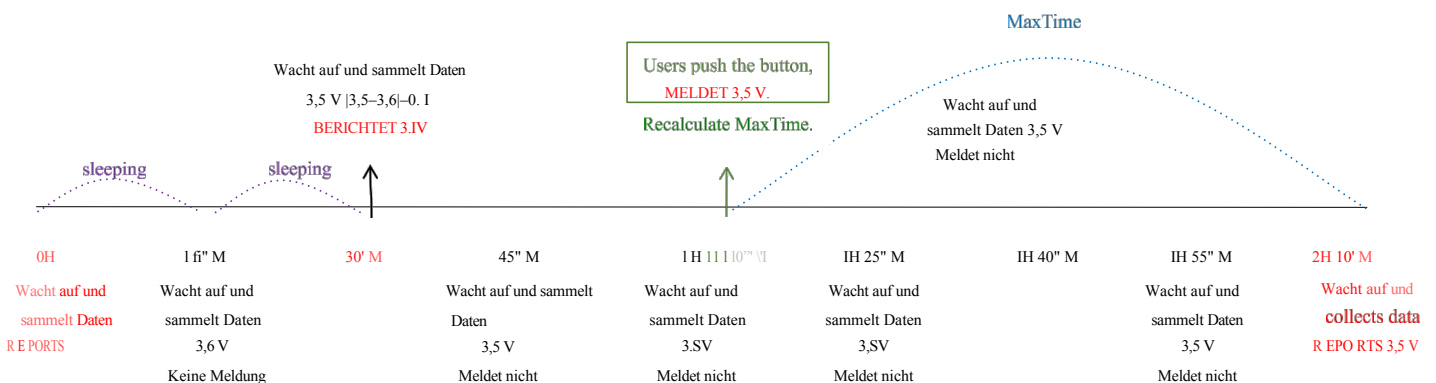 MaxTime
Wacht auf und sammelt Daten
3,5 V |3,5–3,6|–0. I
BERICHTET 3.IV
Users push the button,
MELDET 3,5 V.
Recalculate MaxTime.
Wacht auf und
sammelt Daten 3,5 V
Meldet nicht
sleeping
sleeping
0H
l fi" M
30' M
45" M
1 H
IH 25" M
IH 40" M
IH 55" M
2H 10' M
Wacht auf und
sammelt Daten
R E PORTS
Wacht auf und
sammelt Daten
3,6 V
Keine Meldung
Wacht auf und sammelt
Daten
3,5 V
Meldet nicht
Wacht auf und
sammelt Daten
3.SV
Meldet nicht
Wacht auf und
sammelt Daten
3,SV
Meldet nicht
Wacht auf und
sammelt Daten
3,5 V
Meldet nicht
Wacht auf und
collects data
R EPO RTS 3,5 V